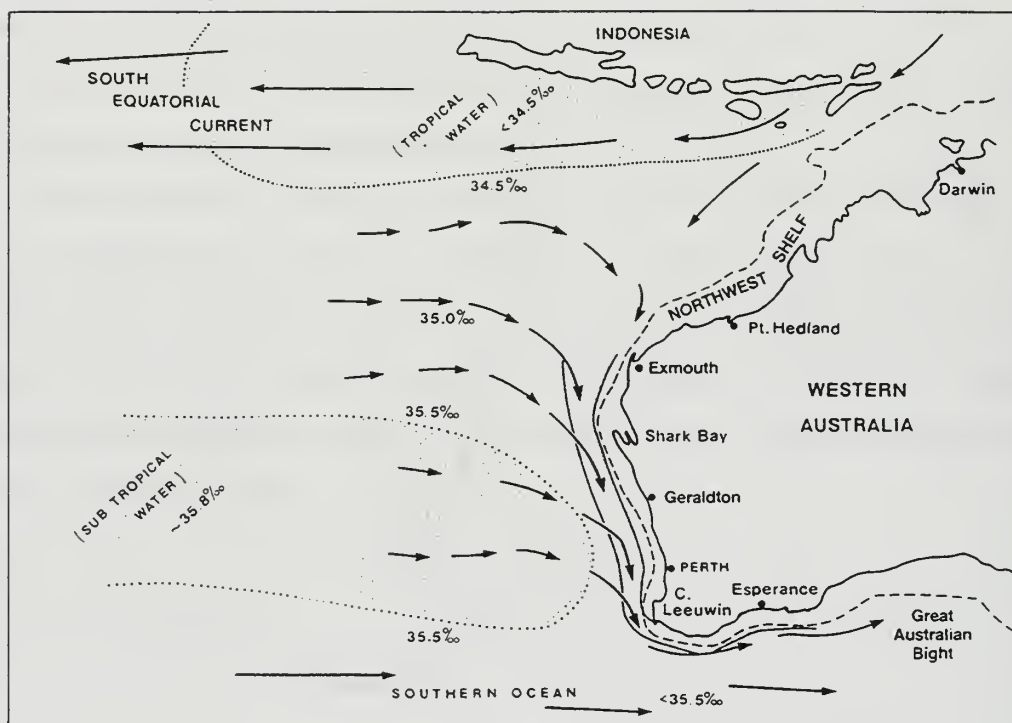 INDONESIA
SOUTH
EQUATORIAL
CURRENT
(TROPICAL
WATER)
<34.5‰
34.5‰
Darwin
NORTHWEST SHELF
Pt. Hedland
35.0‰
Exmouth
WESTERN
AUSTRALIA
35.5‰
Shark Bay
(SUB TROPICAL
WATER)
~35.8‰
Geraldton
PERTH
C.
Leeuwin
Esperance
Great
Australian
Bight
35.5‰
SOUTHERN OCEAN
<35.5‰